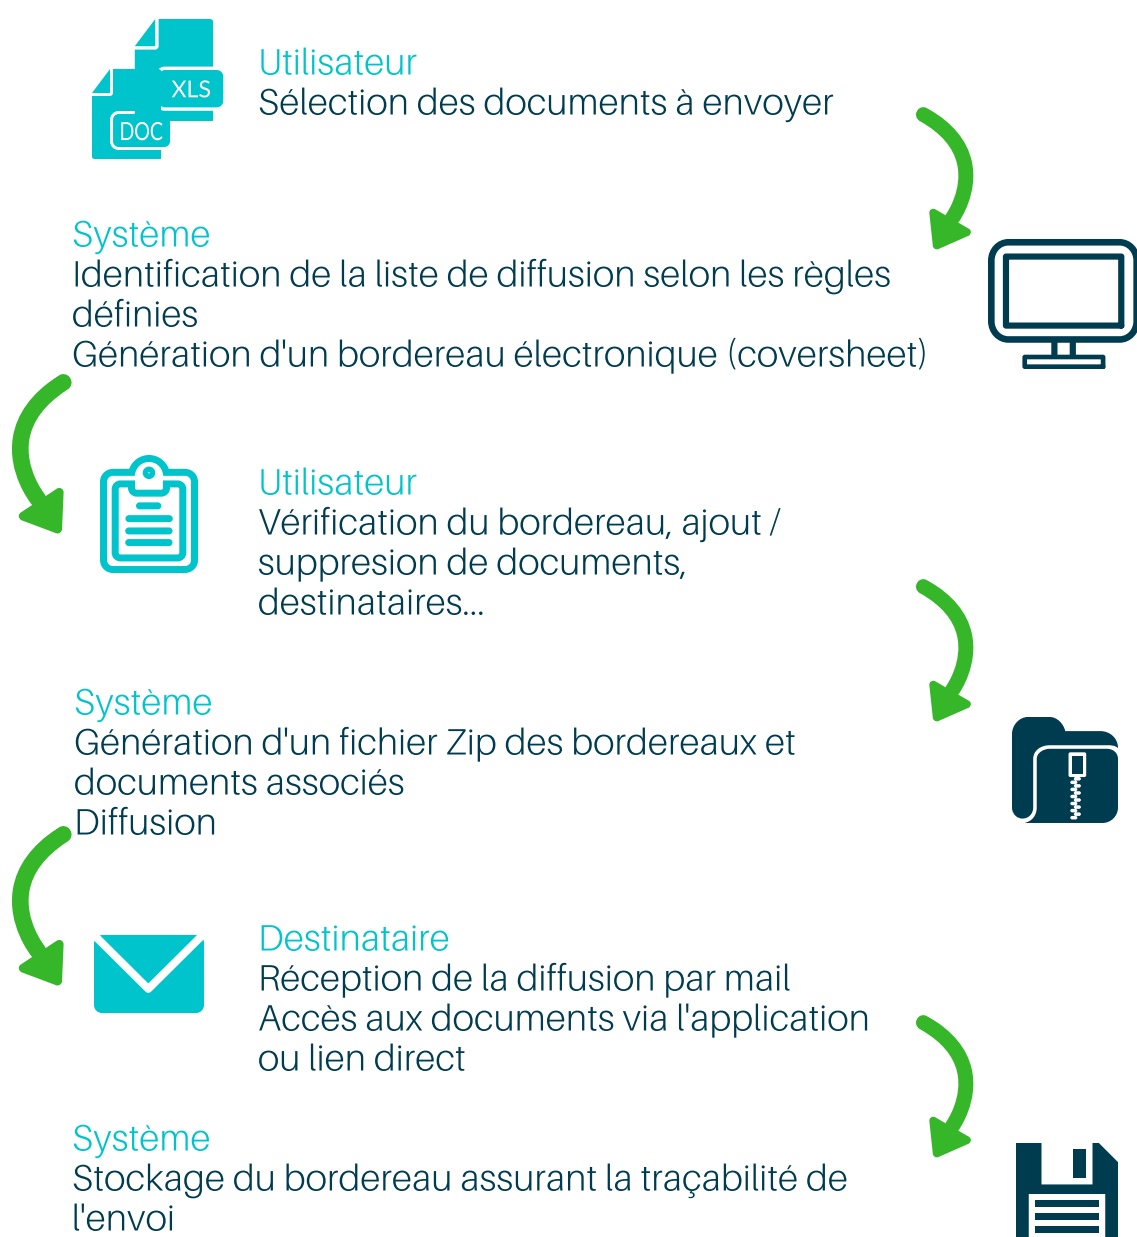 XLS
DOC
Utilisateur
Sélection des documents à envoyer
Système
Identification de la liste de diffusion selon les règles
définies
Génération d'un bordereau électronique (coversheet)
Utilisateur
Vérification du bordereau, ajout /
suppresion de documents,
destinataires...
Système
Génération d'un fichier Zip des bordereaux et
documents associés
Diffusion
Destinataire
Réception de la diffusion par mail
Accès aux documents via l'application
ou lien direct
Système
Stockage du bordereau assurant la traçabilité de
l'envoi